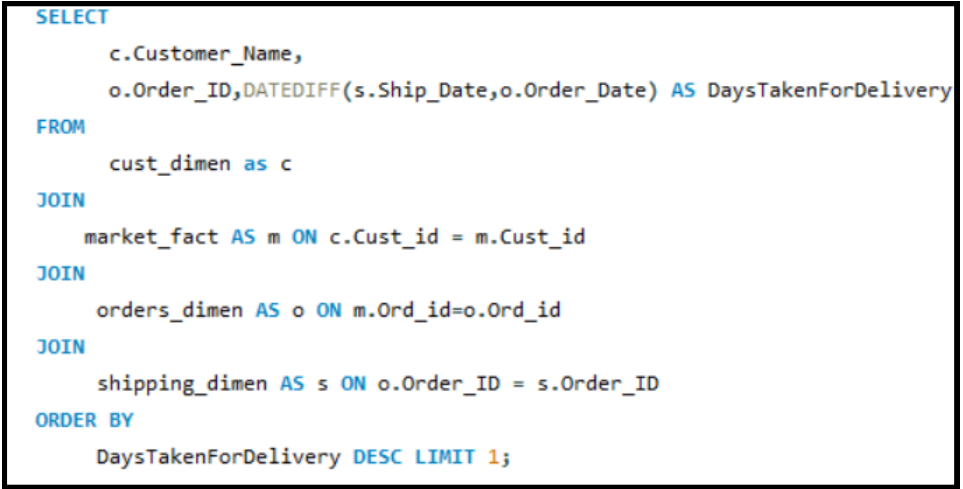 SELECT
c.Customer_Name,
o.Order_ID,DATEDIFF(s.Ship_Date,o.Order_Date) AS DaysTakenForDelivery
FROM
cust_dimen as c
JOIN
market_fact AS m ON c.Cust_id = m.Cust_id
JOIN
orders_dimen AS o ON m.Ord_id=o.Ord_id
JOIN
shipping_dimen AS s ON o.Order_ID = s.Order_ID
ORDER BY
DaysTakenForDelivery DESC LIMIT 1;